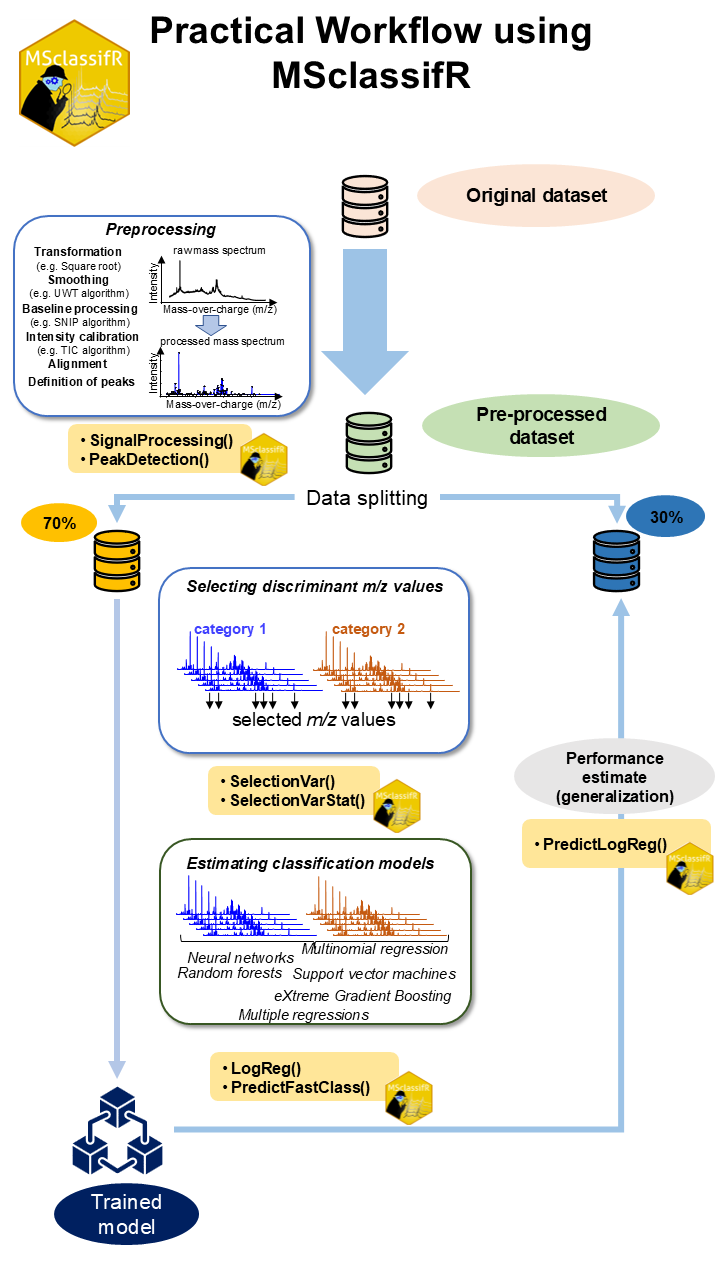 Practical Workflow using
MSclassifR
MSclassifR
Original dataset
Preprocessing
Transformation
(e.g. Square root)
Smoothing
(e.g. UWT algorithm)
Baseline processing
(e.g. SNIP algorithm)
Intensity calibration
(e.g. TIC algorithm)
Alignment
Definition of peaks
rawmass spectrum
Intensity
Mass-over-charge (m/z)
processed mass spectrum
Intensity
Mass-over-charge (m/z)
Pre-processed
dataset
• SignalProcessing()
• PeakDetection()
MSclassifR
Data splitting
70%
30%
Selecting discriminant m/z values
category 1
category 2
selected m/z values
• SelectionVar()
• SelectionVarStat()
MSclassifR
Performance
estimate
(generalization)
• PredictLogReg()
MSclassifR
Estimating classification models
Neural networks
Multinomial regression
Random forests
Support vector machines
eXtreme Gradient Boosting
Multiple regressions
• LogReg()
• PredictFastClass()
MSclassifR
Trained
model